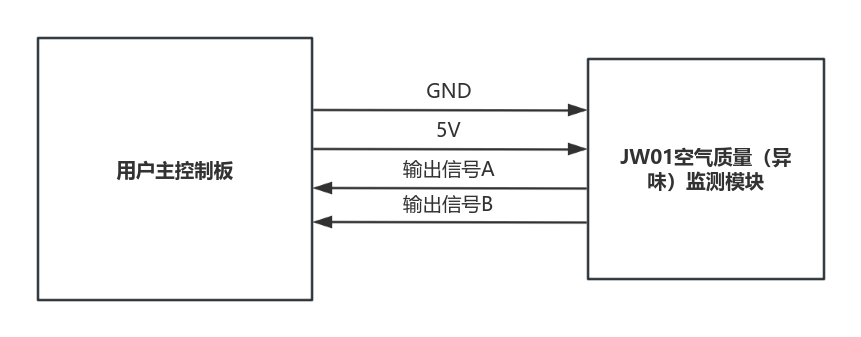 GND
5V
用户主控制板
输出信号A
输出信号B
JW01空气质量（异
味）监测模块